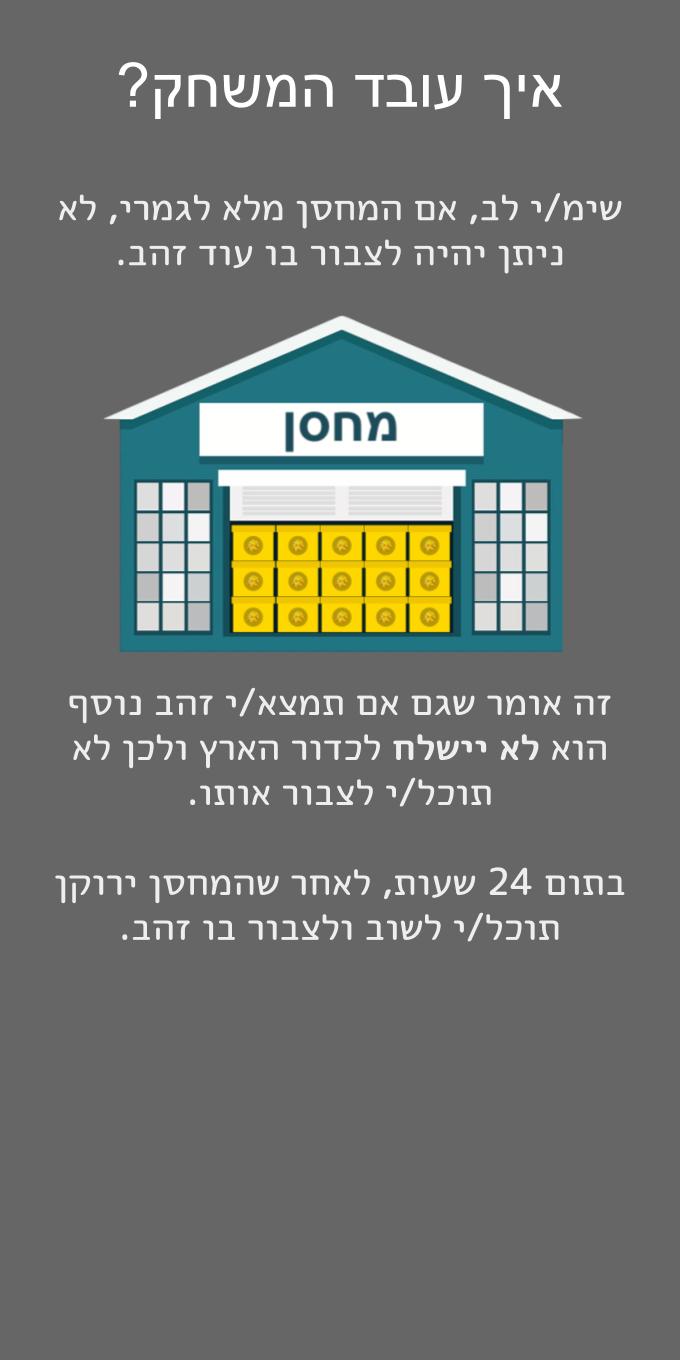 איך עובד המשחק?
שימ/י לב, אם המחסן מלא לגמרי, לא
ניתן יהיה לצבור בו עוד זהב.
מחסן
זה אומר שגם אם תמצא/י זהב נוסף
הוא לא יישלח לכדור הארץ ולכן לא
תוכל/י לצבור אותו.
בתום 24 שעות, לאחר שהמחסן ירוקן
תוכל/י לשוב ולצבור בו זהב.